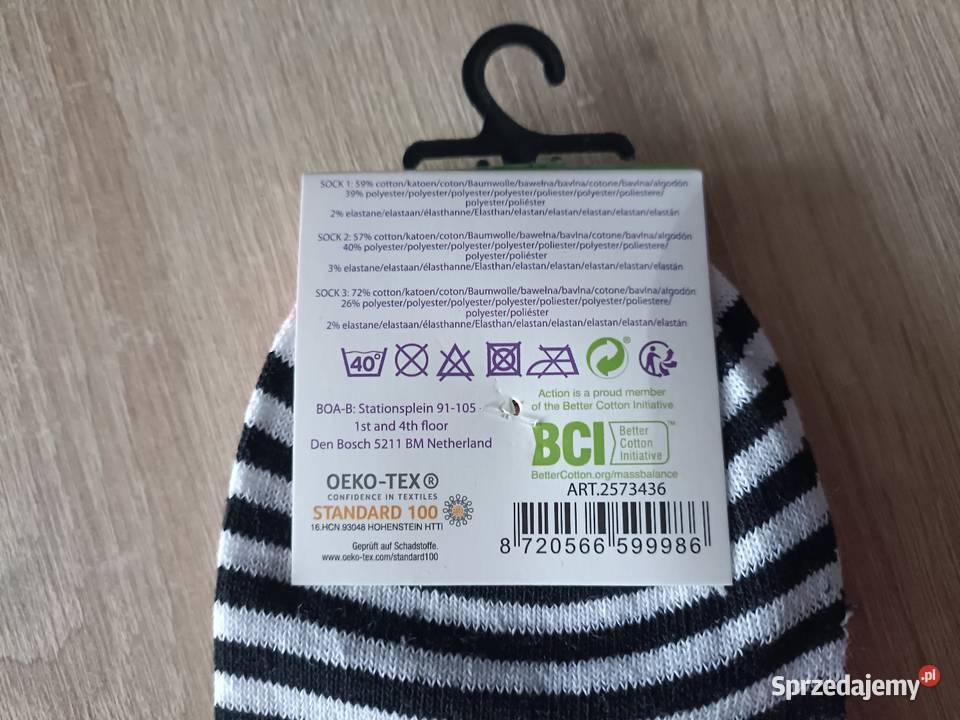 SOCK 1: 59% cotton/katoen/coton/Baumwolle/bawełna/bavlna/cotone/bavlna/algodón
39% polyester/polyester/polyester/polyester/poliester/polyester/poliestere/
polyester/poliéster
2% elastane/elastaan/élasthanne/Elasthan/elastan/elastan/elastan/elastan/elastán
SOCK 2: 57% cotton/katoen/coton/Baumwolle/bawełna/bavlna/cotone/bavlna/algodón
40% polyester/polyester/polyester/polyester/poliester/polyester/poliestere/
polyester/poliéster
3% elastane/elastaan/élasthanne/Elasthan/elastan/elastan/elastan/elastan/elastán
SOCK 3: 72% cotton/katoen/coton/Baumwolle/bawełna/bavlna/cotone/bavlna/algodón
26% polyester/polyester/polyester/polyester/poliester/polyester/poliestere/
polyester/poliéster
2% elastane/elastaan/élasthanne/Elasthan/elastan/elastan/elastan/elastan/elastán
40°
BOA-B: Stationsplein 91-105 -
1st and 4th floor
Den Bosch 5211 BM Netherland
Action is a proud member
of the Better Cotton Initiative
BCI Better
Cotton
Initiative™
BetterCotton.org/massbalance
OEKO-TEX®
CONFIDENCE IN TEXTILES
STANDARD 100
16.HCN.93048 HOHENSTEIN HTTI
Geprüft auf Schadstoffe.
www.oeko-tex.com/standard100
ART.2573436
8 720566 599986
Sprzedajemy.pl